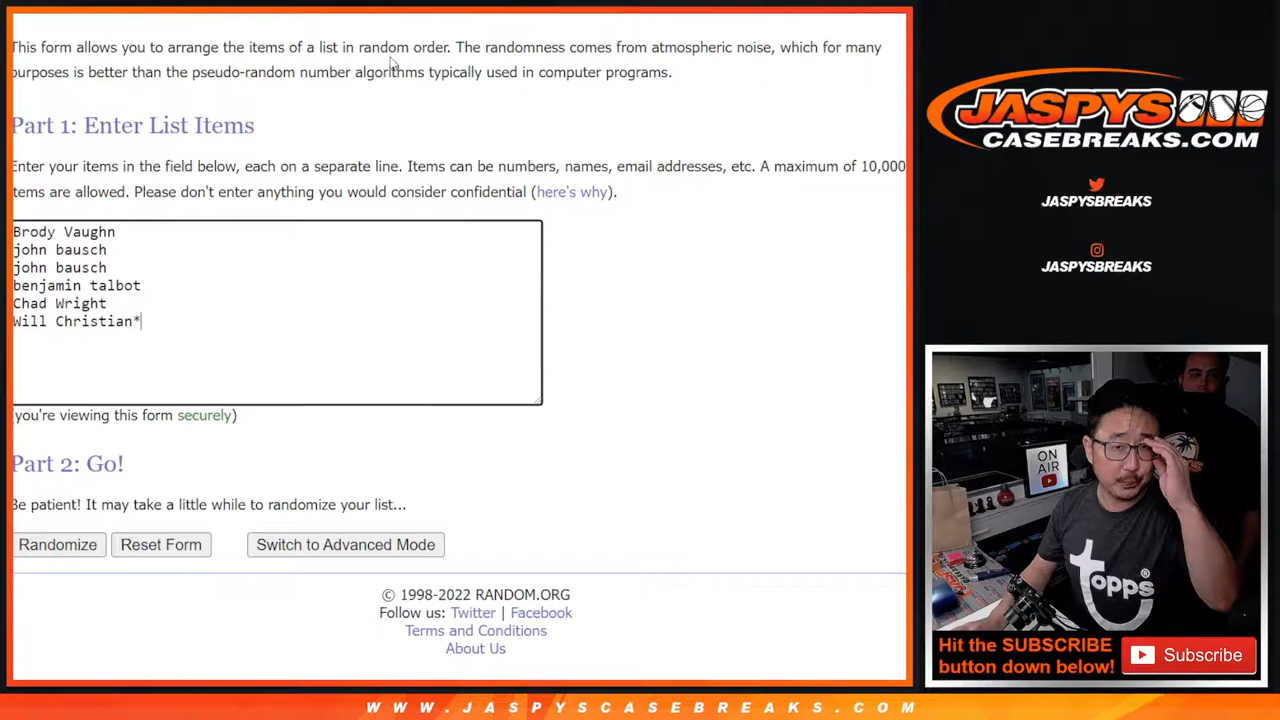 This form allows you to arrange the items of a list in random order. The randomness comes from atmospheric noise, which for many
purposes is better than the pseudo-random number algorithms typically used in computer programs.
Part 1: Enter List Items
Enter your items in the field below, each on a separate line. Items can be numbers, names, email addresses, etc. A maximum of 10,000
items are allowed. Please don't enter anything you would consider confidential (here's why).
Brody Vaughn
john bausch
john bausch
benjamin talbot
Chad Wright
Will Christian*
(you're viewing this form securely)
Part 2: Go!
Be patient! It may take a little while to randomize your list...
Randomize Reset Form Switch to Advanced Mode
© 1998-2022 RANDOM.ORG
Follow us: Twitter | Facebook
Terms and Conditions
About Us
JASPYS
CASEBREAKS.COM
JASPYSBREAKS
JASPYSBREAKS
ON
AIR
topps
®
Hit the SUBSCRIBE
button down below!
Subscribe
WWW.JASPYSCASEBREAKS.COM